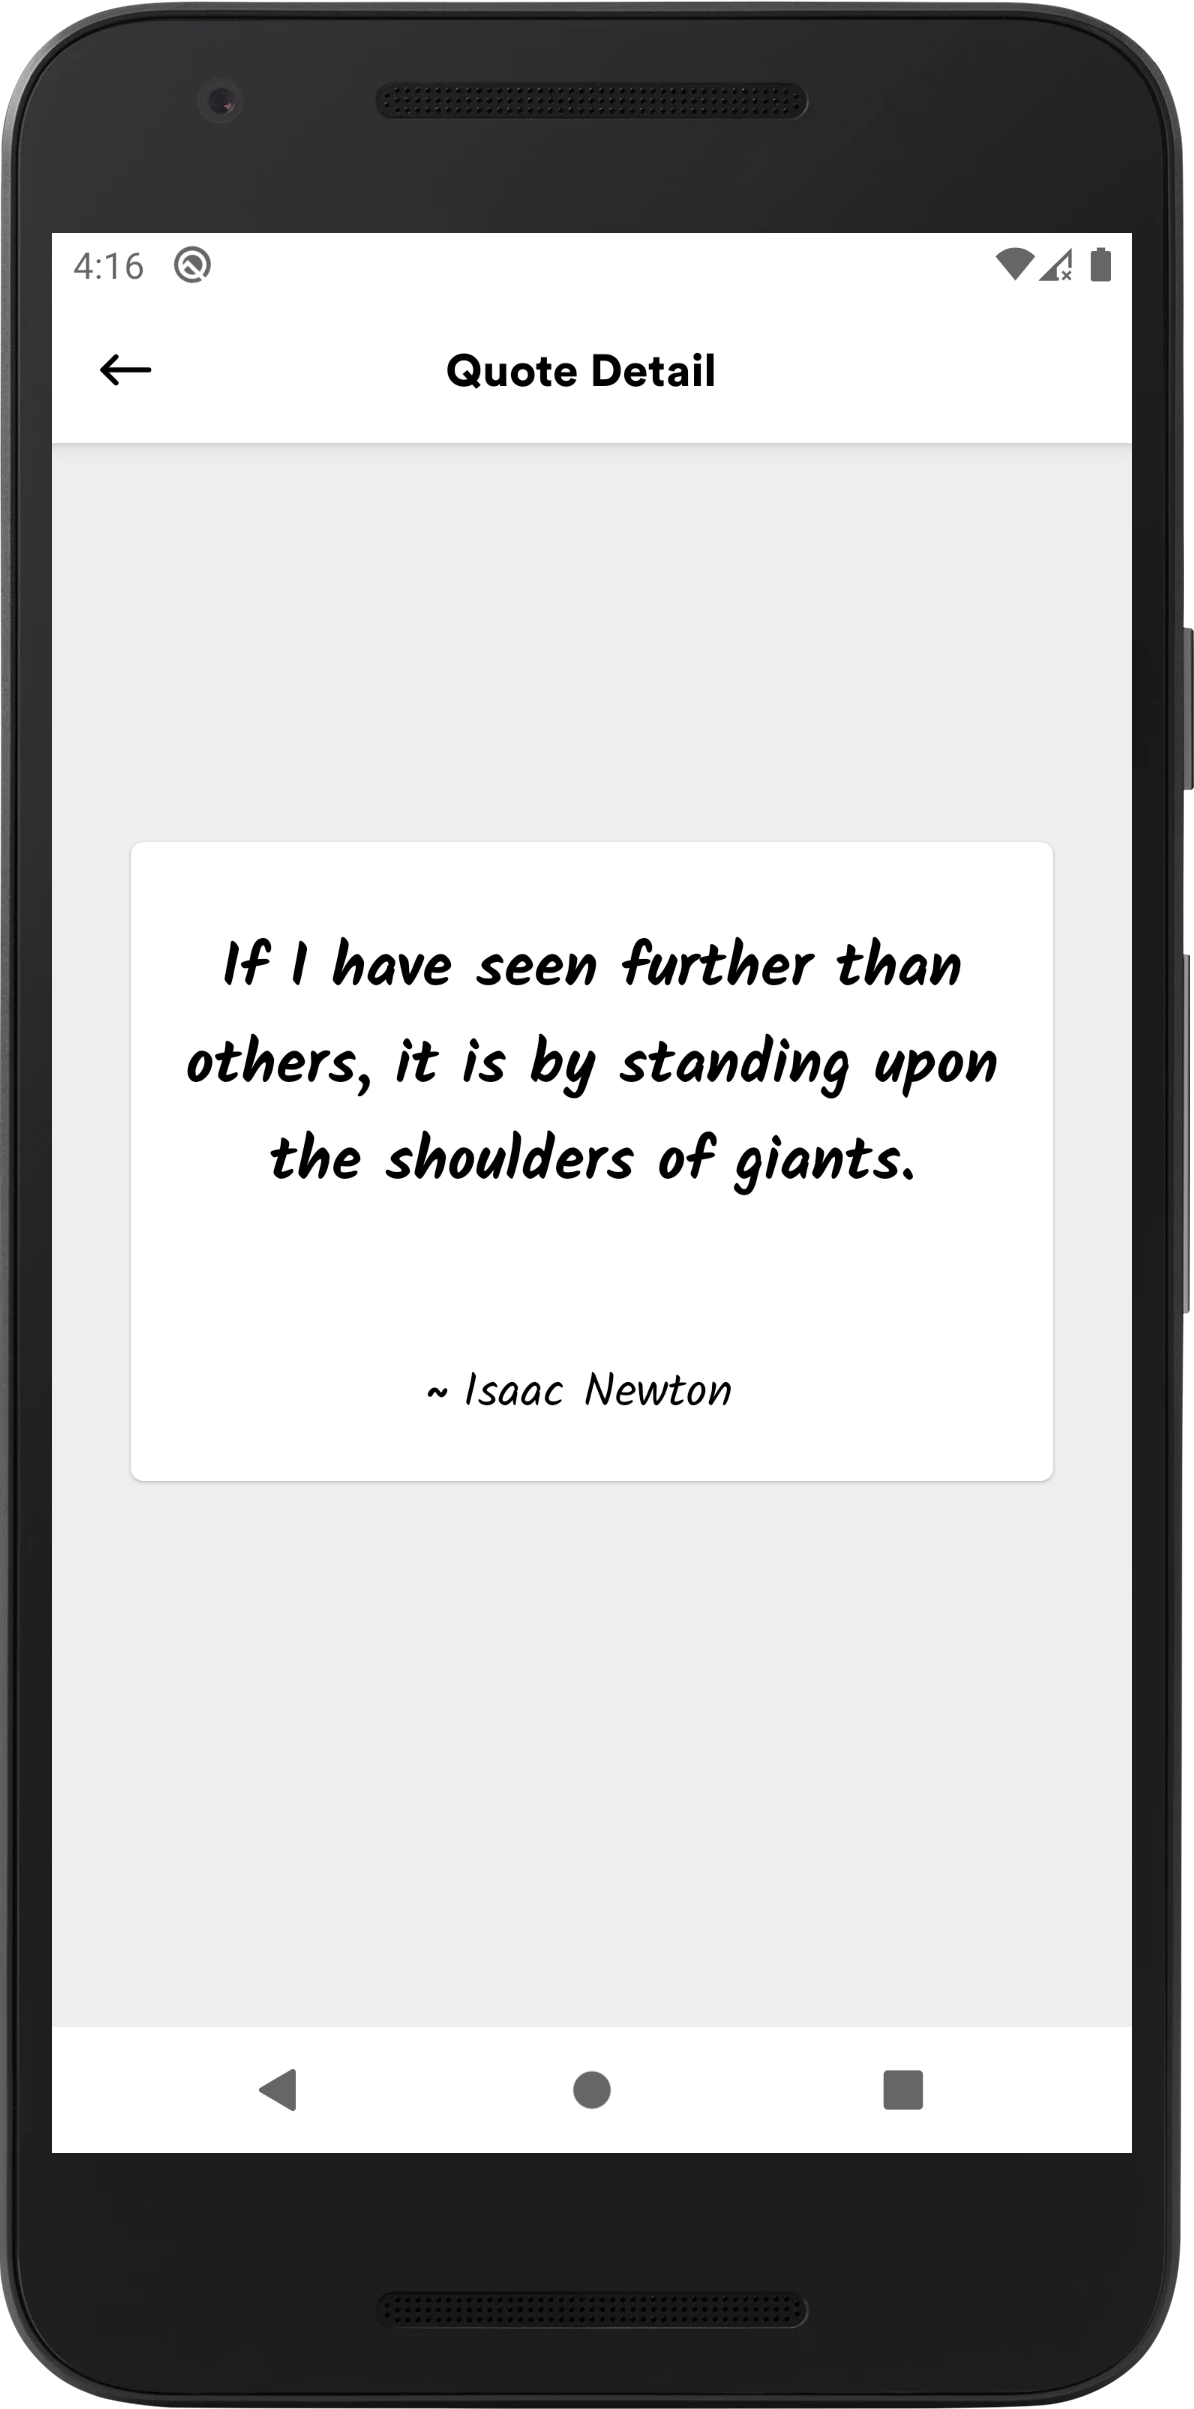 4:16
Quote Detail
If I have seen further than
others, it is by standing upon
the shoulders of giants.
~ Isaac Newton